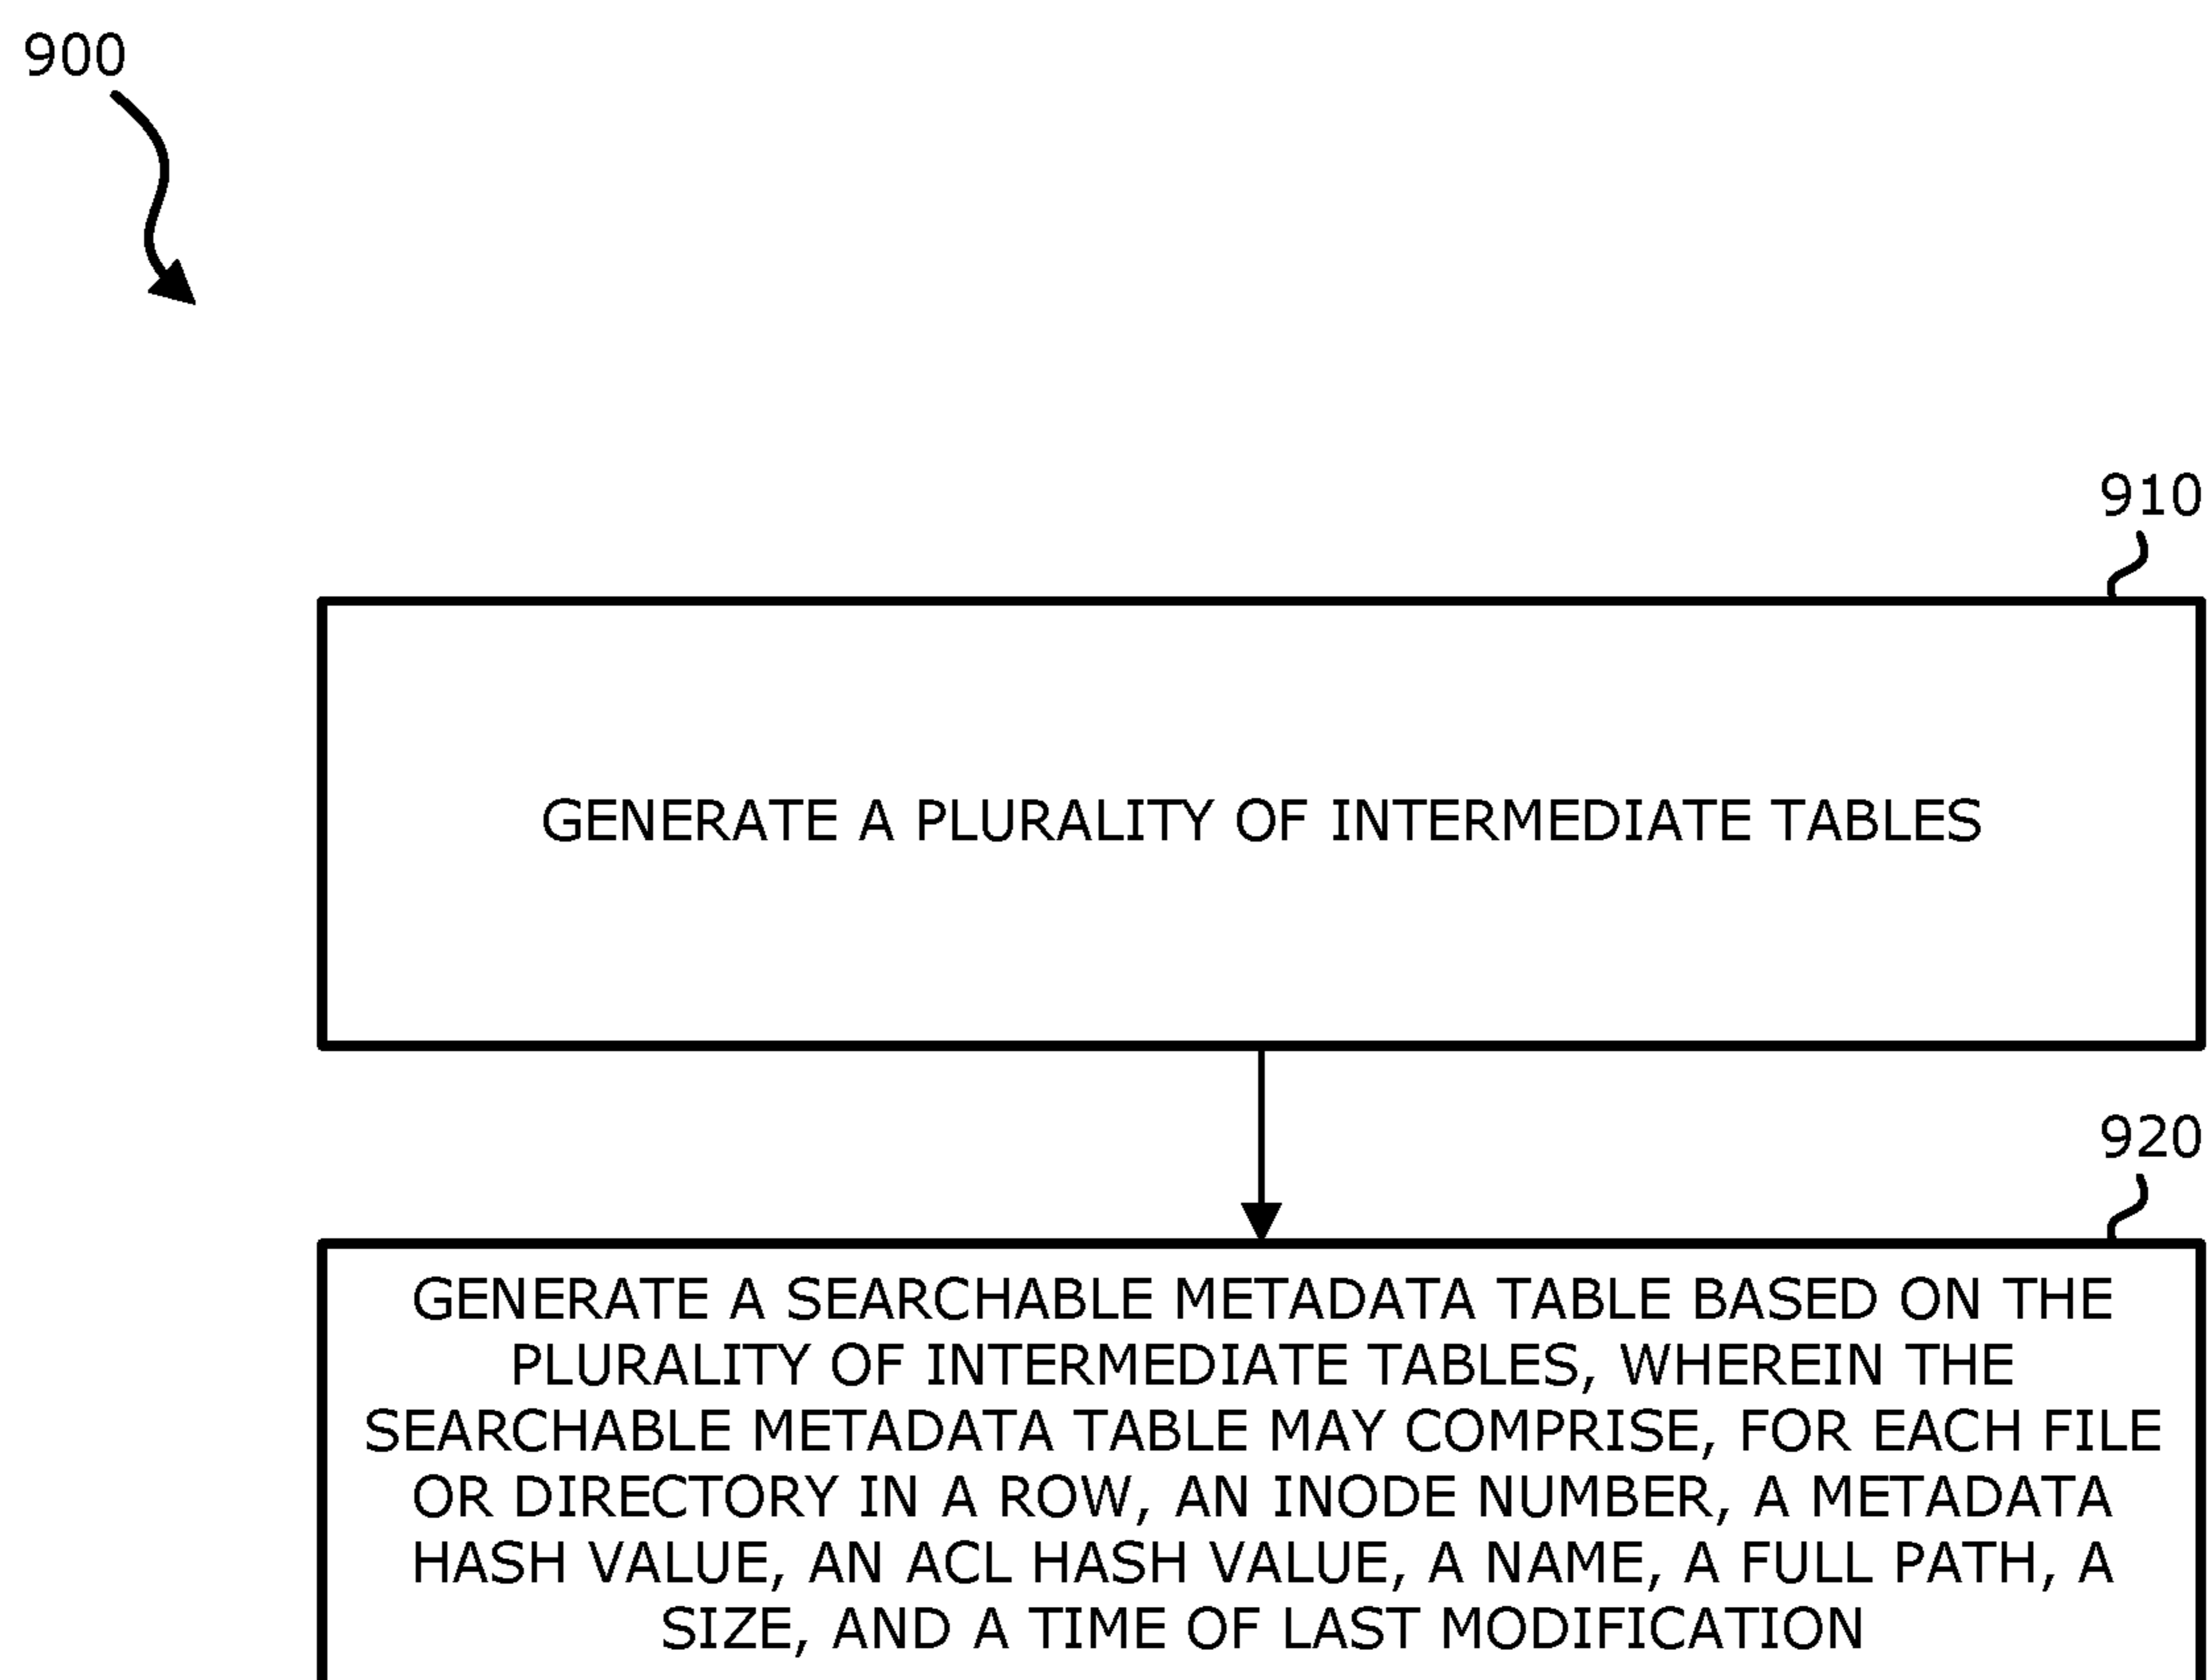 900
910
GENERATE A PLURALITY OF INTERMEDIATE TABLES
920
GENERATE A SEARCHABLE METADATA TABLE BASED ON THE
PLURALITY OF INTERMEDIATE TABLES, WHEREIN THE
SEARCHABLE METADATA TABLE MAY COMPRISE, FOR EACH FILE
OR DIRECTORY IN A ROW, AN INODE NUMBER, A METADATA
HASH VALUE, AN ACL HASH VALUE, A NAME, A FULL PATH, A
SIZE, AND A TIME OF LAST MODIFICATION